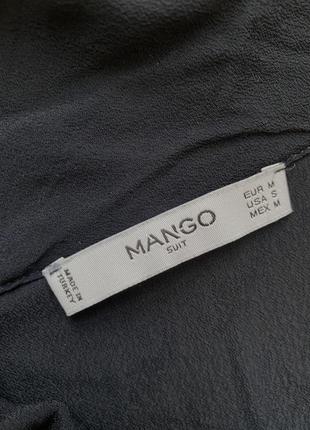 MADE IN
TURKEY
MANGO
SUIT
EUR M
USA S
MEX M